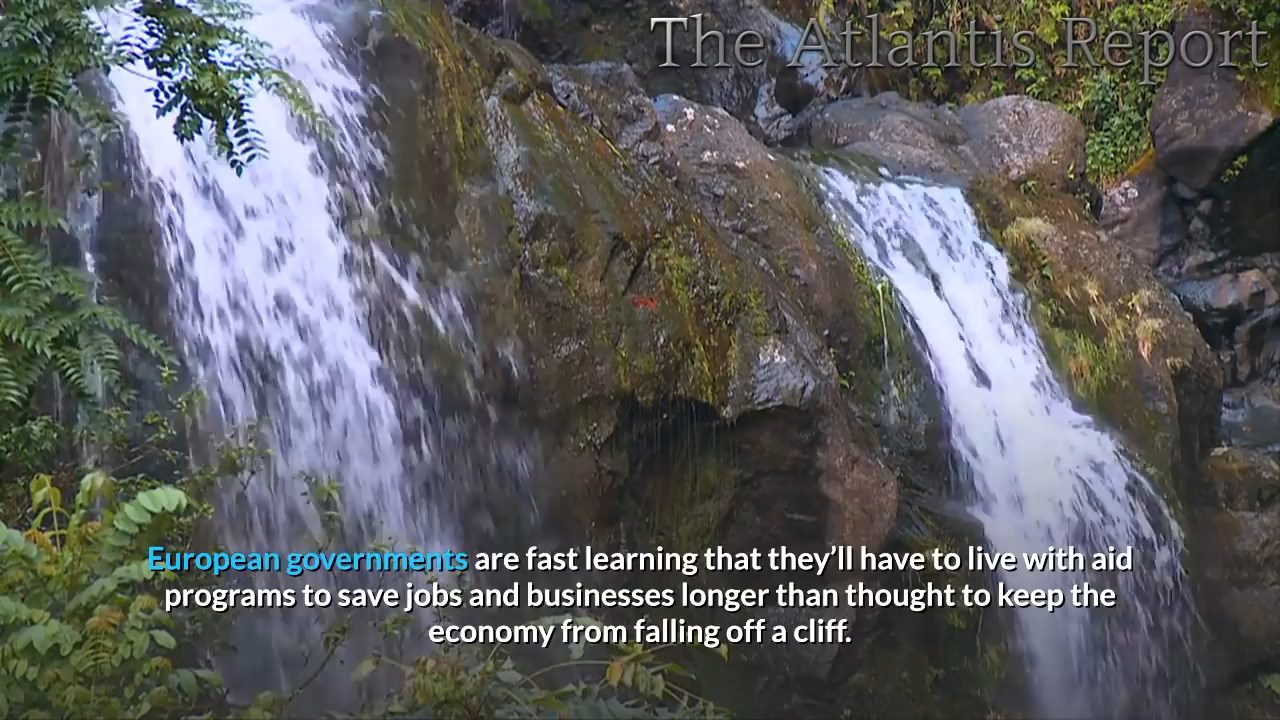 The Atlantis Report
European governments are fast learning that they’ll have to live with aid
programs to save jobs and businesses longer than thought to keep the
economy from falling off a cliff.